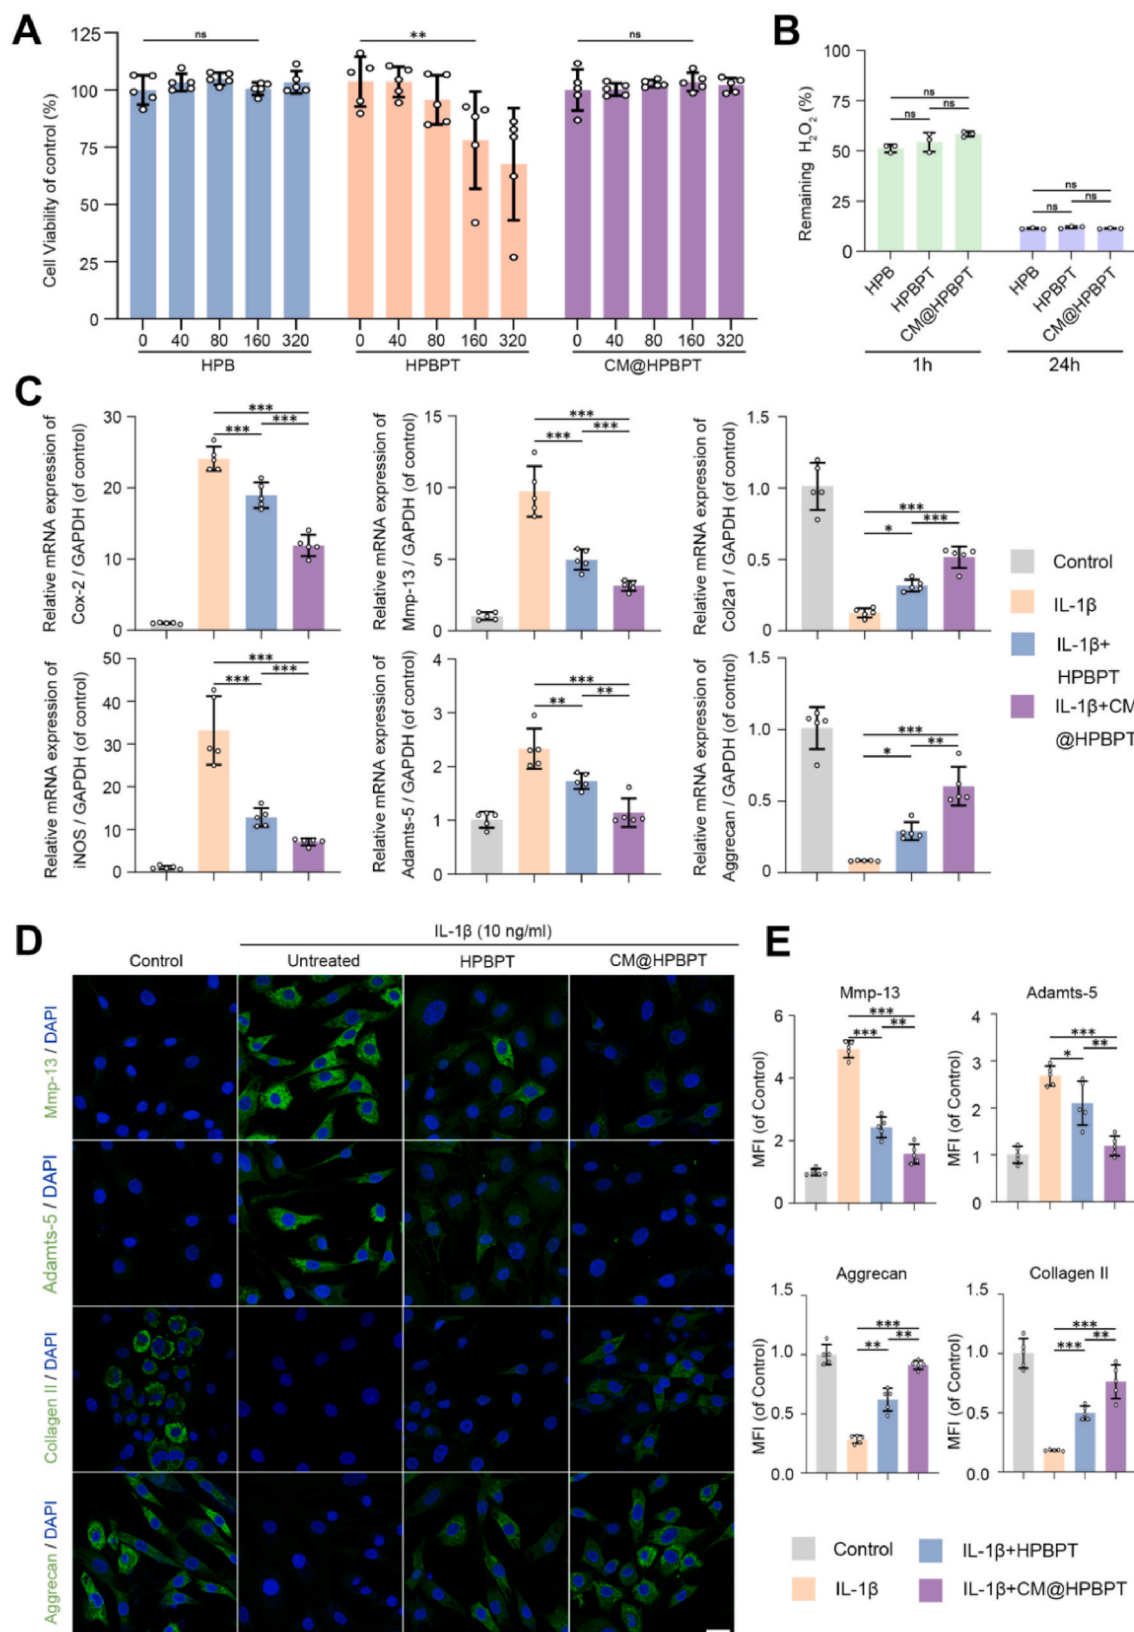 A
Cell Viability of control (%)
125
100
75
50
25
0
ns
**
ns
0 40 80 160 320
0 40 80 160 320
0 40 80 160 320
HPB
HPBPT
CM@HPBPT
B
Remaining H₂O₂ (%)
100
75
50
25
0
ns
ns ns
ns
ns ns
HPB
HPBPT
CM@HPBPT
HPB
HPBPT
CM@HPBPT
1h
24h
C
Relative mRNA expression of
Cox-2 / GAPDH (of control)
30
20
10
0
***
*** ***
Relative mRNA expression of
Mmp-13 / GAPDH (of control)
15
10
5
0
***
*** ***
Relative mRNA expression of
Col2a1 / GAPDH (of control)
1.5
1.0
0.5
0.0
***
* ***
Control
IL-1β
IL-1β+
HPBPT
IL-1β+CM
@HPBPT
Relative mRNA expression of
iNOS / GAPDH (of control)
50
40
30
20
10
0
***
*** ***
Relative mRNA expression of
Adamts-5 / GAPDH (of control)
4
3
2
1
0
***
** **
Relative mRNA expression of
Aggrecan / GAPDH (of control)
1.5
1.0
0.5
0
***
* **
D
IL-1β (10 ng/ml)
Control
Untreated
HPBPT
CM@HPBPT
Mmp-13 / DAPI
Adamts-5 / DAPI
Collagen II / DAPI
Aggrecan / DAPI
E
Mmp-13
MFI (of Control)
6
4
2
0
***
*** **
Adamts-5
MFI (of Control)
4
3
2
1
0
***
* **
Aggrecan
MFI (of Control)
1.5
1.0
0.5
0.0
***
** **
Collagen II
MFI (of Control)
1.5
1.0
0.5
0.0
***
*** **
Control
IL-1β+HPBPT
IL-1β
IL-1β+CM@HPBPT